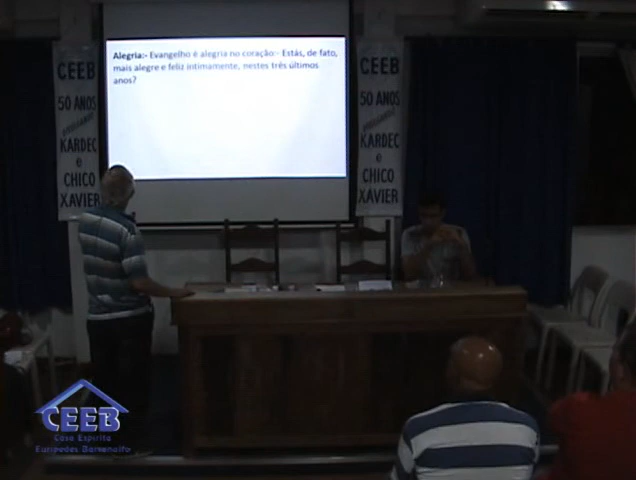 Alegria:- Evangelho é alegria no coração:- Estás, de fato,
mais alegre e feliz intimamente, nestes três últimos
anos?
CEEB
50 ANOS
KARDEC
e
CHICO
XAVIER
CEEB
50 ANOS
KARDEC
e
CHICO
XAVIER
CEEB
Casa Espírita
Eurípedes Barsanulfo